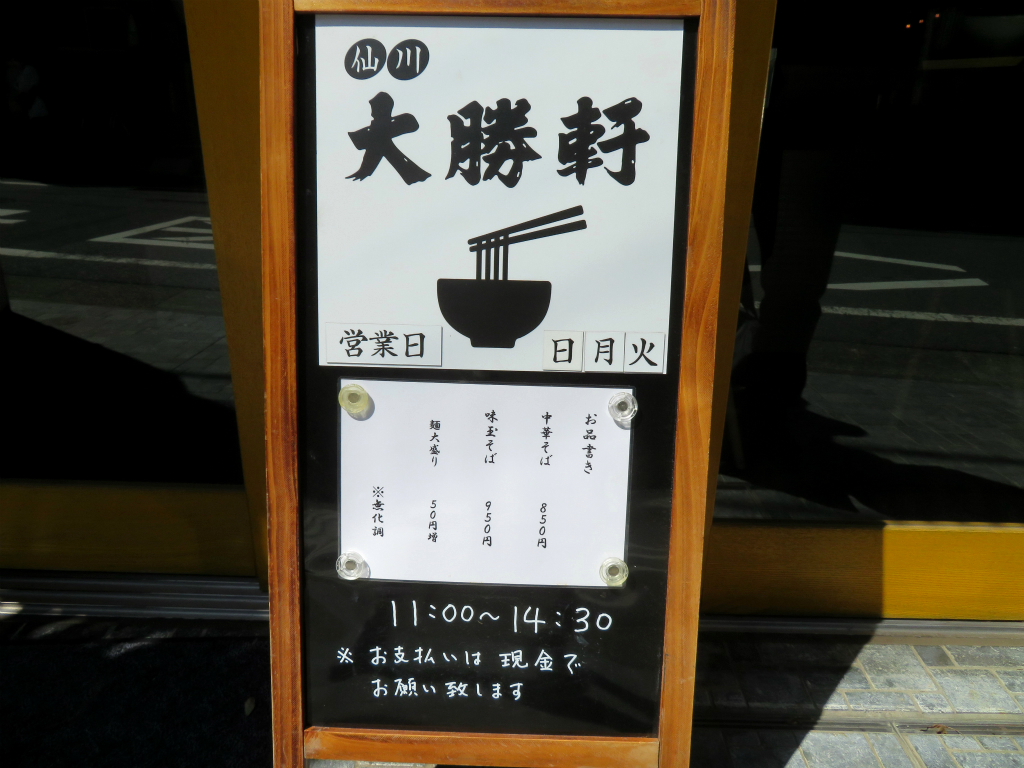 仙川
大勝軒
営業日 日月火
お品書き
中華そば 850円
味玉そば 950円
麺大盛り 50円増
※無化調
11:00～14:30
※お支払いは 現金で
お願い致します